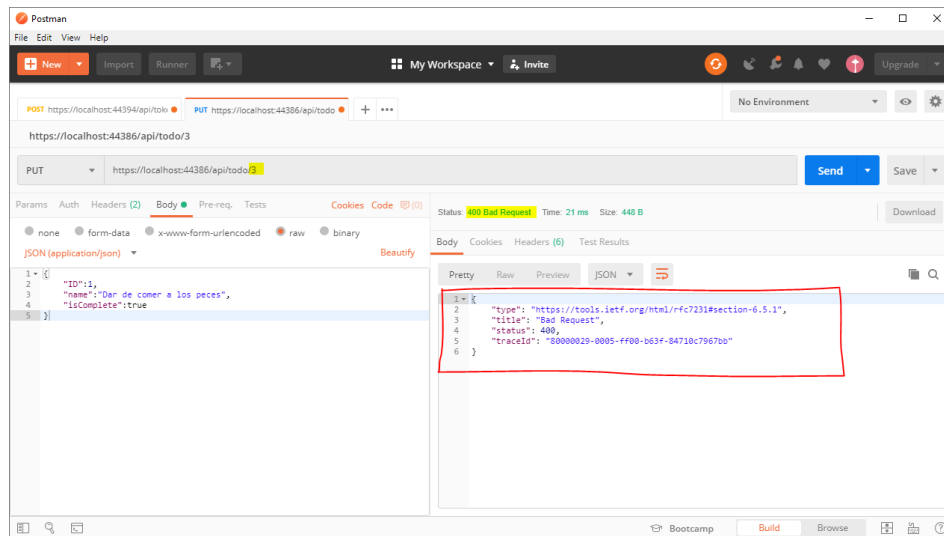 Postman
File Edit View Help
New Import Runner My Workspace Invite Upgrade
POST https://localhost:44394/api/tok PUT https://localhost:44386/api/todo + ••• No Environment
https://localhost:44386/api/todo/3
PUT https://localhost:44386/api/todo/3 Send Save
Params Auth Headers (2) Body Pre-req. Tests Cookies Code (0)
Status: 400 Bad Request Time: 21 ms Size: 448 B Download
none form-data x-www-form-urlencoded raw binary
Body Cookies Headers (6) Test Results
JSON (application/json) Beautify
Pretty Raw Preview JSON
1 {
2 "ID":1,
3 "name":"Dar de comer a los peces",
4 "isComplete":true
5 }
1 {
2 "type": "https://tools.ietf.org/html/rfc7231#section-6.5.1",
3 "title": "Bad Request",
4 "status": 400,
5 "traceId": "80000029-0005-ff00-b63f-84710c7967bb"
6 }
Bootcamp Build Browse